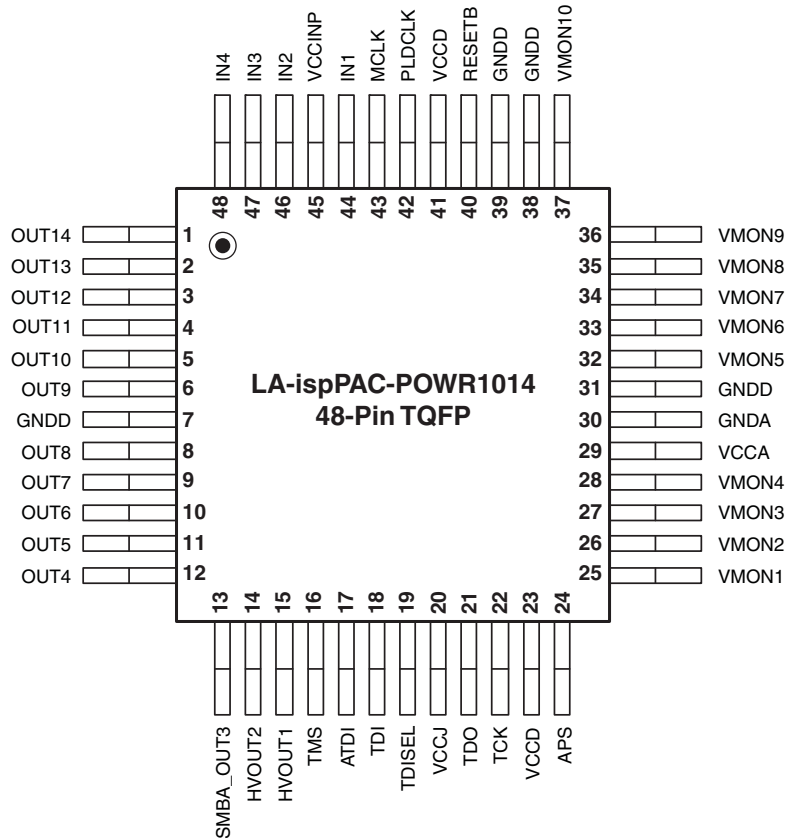 IN4
IN3
IN2
VCCINP
IN1
MCLK
PLDCLK
VCCD
RESETB
GNDD
GNDD
VMON10
48
47
46
45
44
43
42
41
40
39
38
37
OUT14 1
OUT13 2
OUT12 3
OUT11 4
OUT10 5
OUT9 6
GNDD 7
OUT8 8
OUT7 9
OUT6 10
OUT5 11
OUT4 12
LA-ispPAC-POWR1014
48-Pin TQFP
36 VMON9
35 VMON8
34 VMON7
33 VMON6
32 VMON5
31 GNDD
30 GNDA
29 VCCA
28 VMON4
27 VMON3
26 VMON2
25 VMON1
13
14
15
16
17
18
19
20
21
22
23
24
SMBA_OUT3
HVOUT2
HVOUT1
TMS
ATDI
TDI
TDISEL
VCCJ
TDO
TCK
VCCD
APS